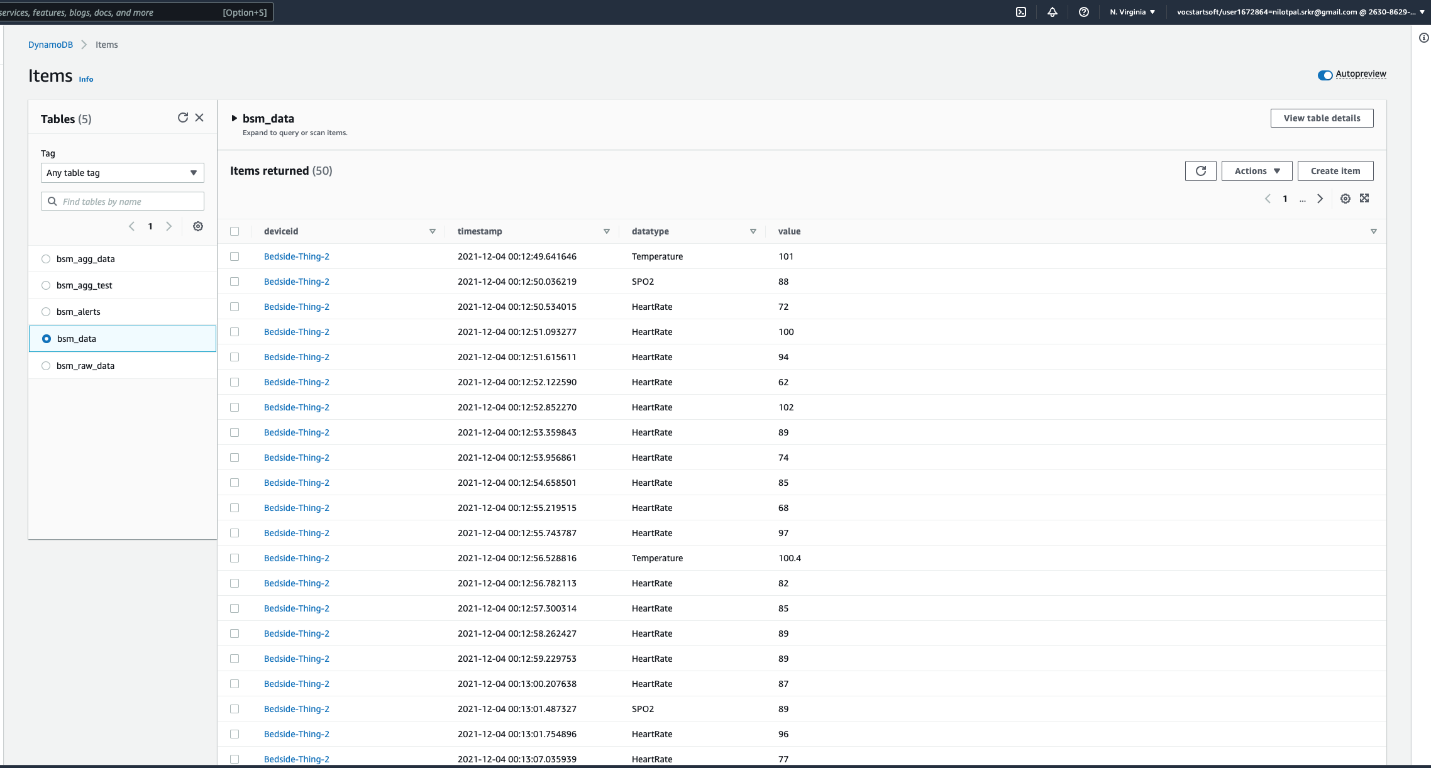 services, features, blogs, docs, and more [Option+S] N. Virginia ▼ vocstartsoft/user1672864=nilotpal.srkr@gmail.com @ 2630-8629-... ▼
DynamoDB > Items
Items Info
Autopreview
Tables (5)
Tag
Any table tag
Find tables by name
1
bsm_agg_data
bsm_agg_test
bsm_alerts
bsm_data
bsm_raw_data
bsm_data
Expand to query or scan items.
View table details
Items returned (50)
Actions ▼
Create item
1 ...
deviceid timestamp datatype value
Bedside-Thing-2 2021-12-04 00:12:49.641646 Temperature 101
Bedside-Thing-2 2021-12-04 00:12:50.036219 SPO2 88
Bedside-Thing-2 2021-12-04 00:12:50.534015 HeartRate 72
Bedside-Thing-2 2021-12-04 00:12:51.093277 HeartRate 100
Bedside-Thing-2 2021-12-04 00:12:51.615611 HeartRate 94
Bedside-Thing-2 2021-12-04 00:12:52.122590 HeartRate 62
Bedside-Thing-2 2021-12-04 00:12:52.852270 HeartRate 102
Bedside-Thing-2 2021-12-04 00:12:53.359843 HeartRate 89
Bedside-Thing-2 2021-12-04 00:12:53.956861 HeartRate 74
Bedside-Thing-2 2021-12-04 00:12:54.658501 HeartRate 85
Bedside-Thing-2 2021-12-04 00:12:55.219515 HeartRate 68
Bedside-Thing-2 2021-12-04 00:12:55.743787 HeartRate 97
Bedside-Thing-2 2021-12-04 00:12:56.528816 Temperature 100.4
Bedside-Thing-2 2021-12-04 00:12:56.782113 HeartRate 82
Bedside-Thing-2 2021-12-04 00:12:57.300314 HeartRate 85
Bedside-Thing-2 2021-12-04 00:12:58.262427 HeartRate 89
Bedside-Thing-2 2021-12-04 00:12:59.229753 HeartRate 89
Bedside-Thing-2 2021-12-04 00:13:00.207638 HeartRate 87
Bedside-Thing-2 2021-12-04 00:13:01.487327 SPO2 89
Bedside-Thing-2 2021-12-04 00:13:01.754896 HeartRate 96
Bedside-Thing-2 2021-12-04 00:13:07.035939 HeartRate 77